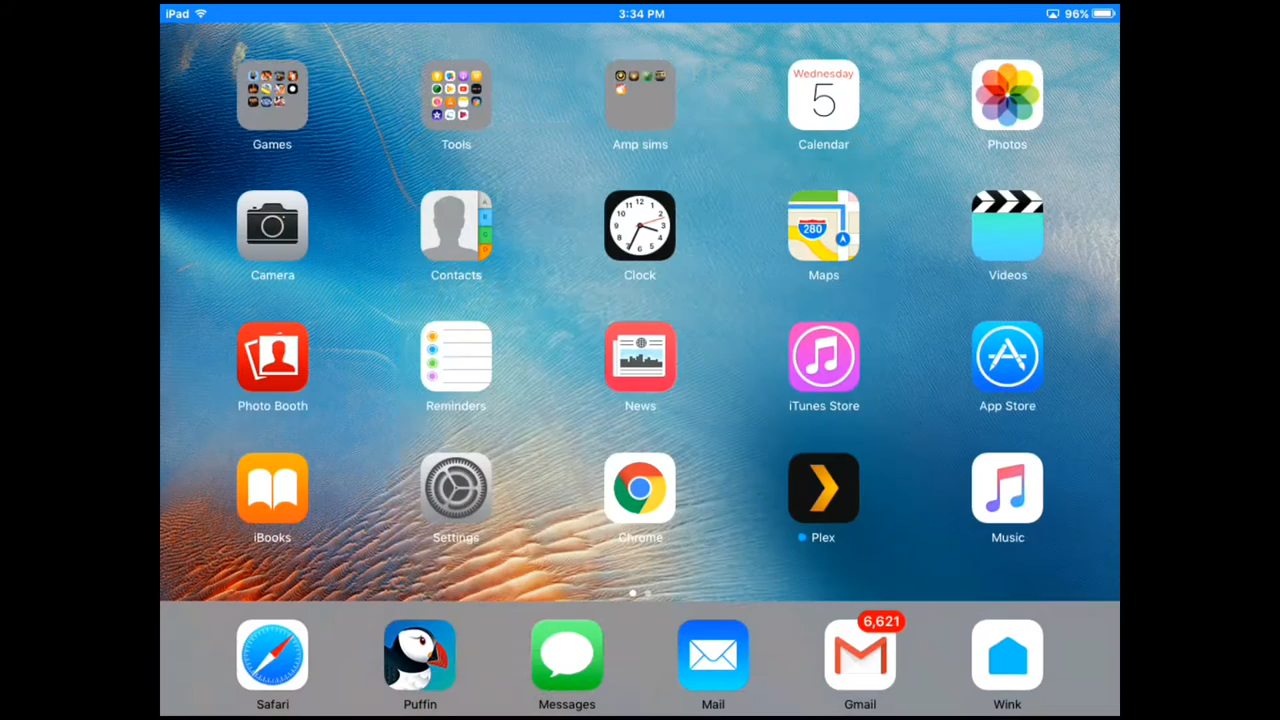 iPad 3:34 PM 96%
Games Tools Amp sims Wednesday 5 Calendar Photos
Camera Contacts Clock 280 Maps Videos
Photo Booth Reminders News iTunes Store App Store
iBooks Settings Chrome Plex Music
6,621
Safari Puffin Messages Mail Gmail Wink